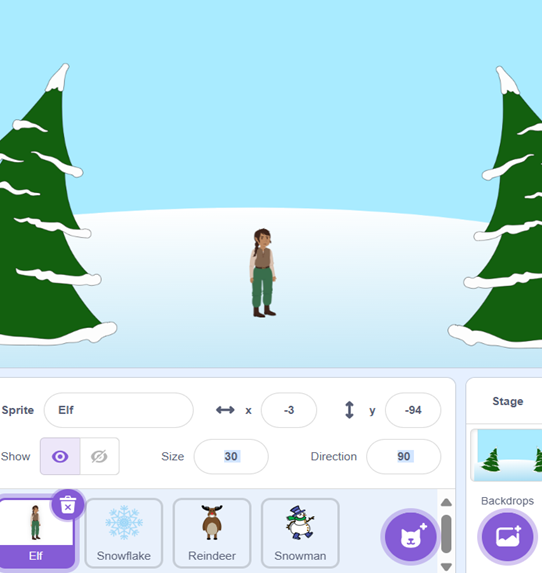 Sprite Elf x -3 y -94
Stage
Show Size 30 Direction 90
Backdrops
Elf Snowflake Reindeer Snowman